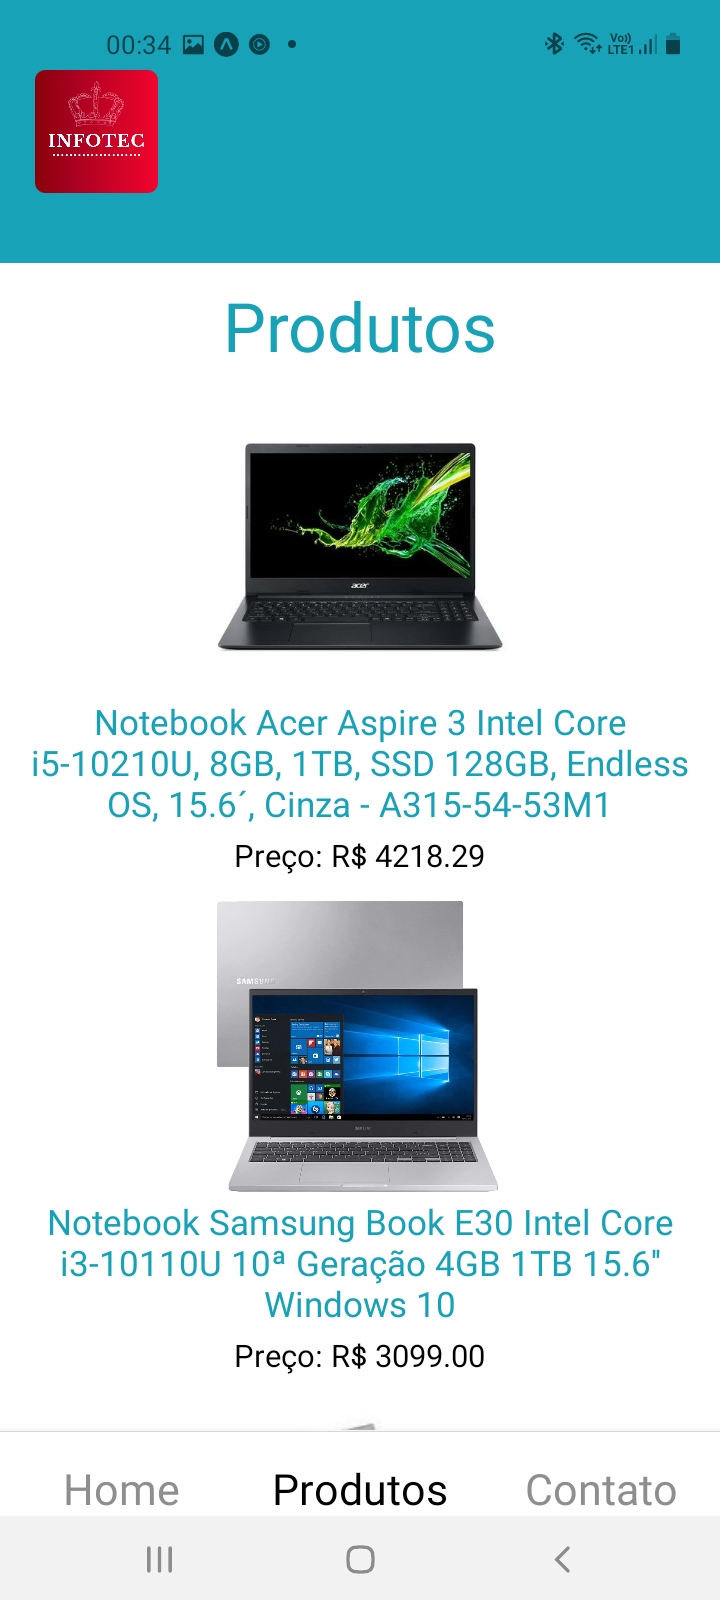 00:34
Vo))
LTE1
INFOTEC
Produtos
acer
Notebook Acer Aspire 3 Intel Core
i5-10210U, 8GB, 1TB, SSD 128GB, Endless
OS, 15.6´, Cinza - A315-54-53M1
Preço: R$ 4218.29
SAMSUNG
Notebook Samsung Book E30 Intel Core
i3-10110U 10ª Geração 4GB 1TB 15.6"
Windows 10
Preço: R$ 3099.00
Home Produtos Contato